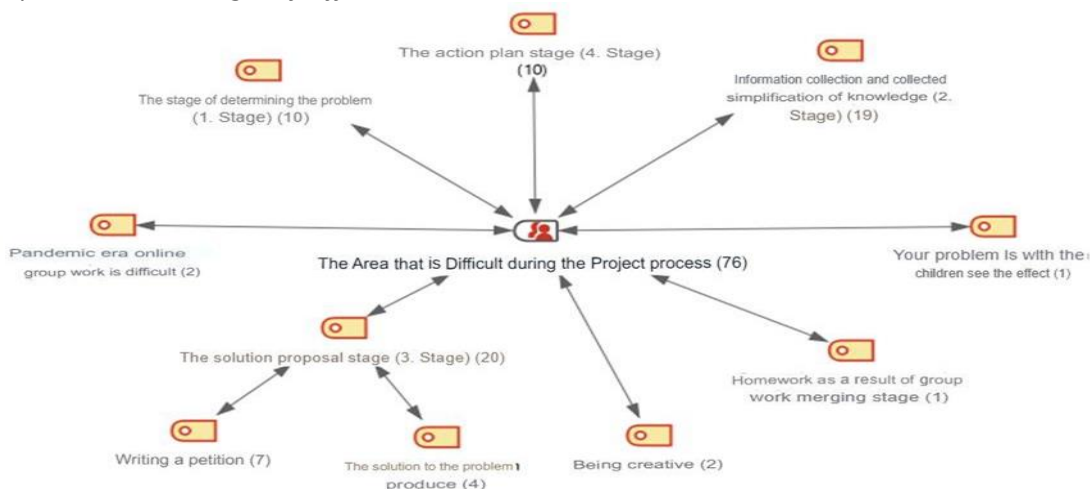 The action plan stage (4. Stage)
(10)
The stage of determining the problem
(1. Stage) (10)
Information collection and collected
simplification of knowledge (2.
Stage) (19)
Pandemic era online
group work is difficult (2)
The Area that is Difficult during the Project process (76)
Your problem is with the
children see the effect (1)
The solution proposal stage (3. Stage) (20)
Homework as a result of group
work merging stage (1)
Writing a petition (7)
The solution to the problem
produce (4)
Being creative (2)